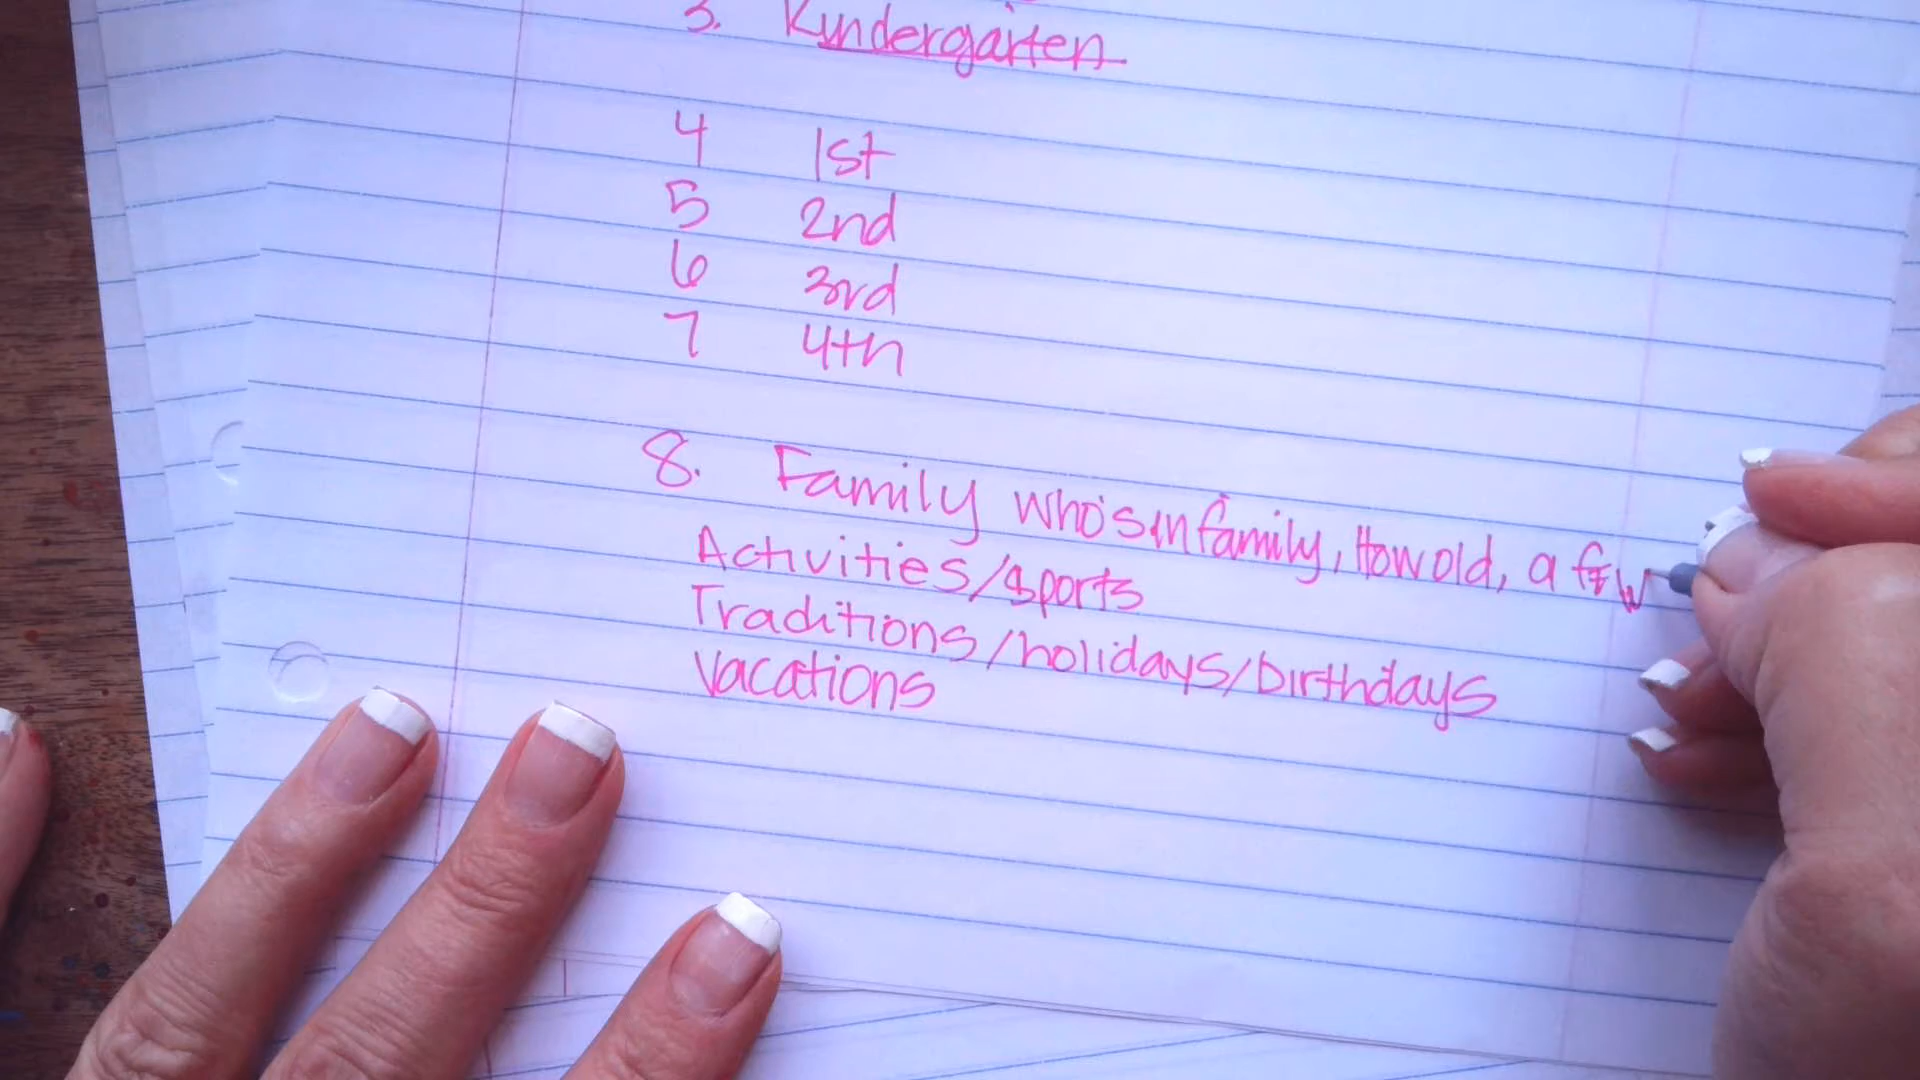 3. Kindergarten
4 1st
5 2nd
6 3rd
7 4th
8. Family who's in family, How old, a few
Activities/sports
Traditions/holidays/birthdays
Vacations